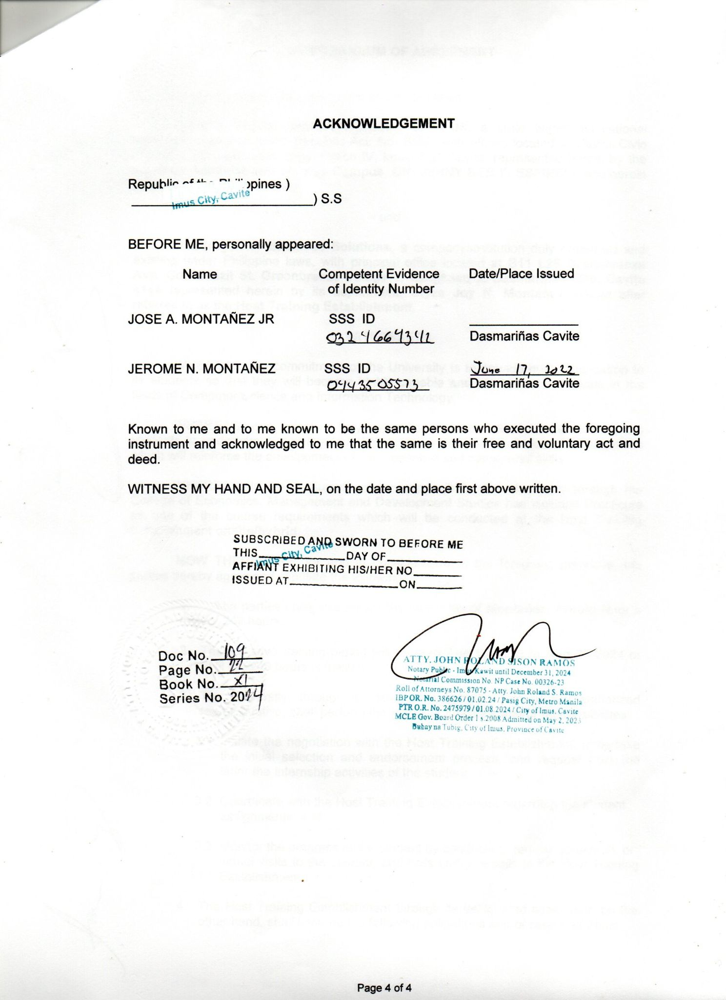 ACKNOWLEDGEMENT
Republic of the Philippines )
Imus City, Cavite ) S.S
BEFORE ME, personally appeared:
Name Competent Evidence of Identity Number Date/Place Issued
JOSE A. MONTAÑEZ JR SSS ID
Dasmariñas Cavite
JEROME N. MONTAÑEZ SSS ID June 17, 2022
0443505573 Dasmariñas Cavite
Known to me and to me known to be the same persons who executed the foregoing
instrument and acknowledged to me that the same is their free and voluntary act and
deed.
WITNESS MY HAND AND SEAL, on the date and place first above written.
SUBSCRIBED AND SWORN TO BEFORE ME
THIS Imus City, Cavite DAY OF
AFFIANT EXHIBITING HIS/HER NO
ISSUED AT ON
Doc No. 109
Page No. 22
Book No. XI
Series No. 2024
ATTY. JOHN ROLAND SISON RAMOS
Notary Public - Imus Kawit until December 31, 2024
Notarial Commission No. NP Case No. 00326-23
Roll of Attorneys No. 87075 - Atty. John Roland S. Ramos
IBP OR. No. 386626 / 01.02.24 / Pasig City, Metro Manila
PTR O.R. No. 2475979 / 01.08.2024 / City of Imus, Cavite
MCLE Gov. Board Order 1 s.2008 Admitted on May 2, 2023
Buhay na Tubig, City of Imus, Province of Cavite
Page 4 of 4